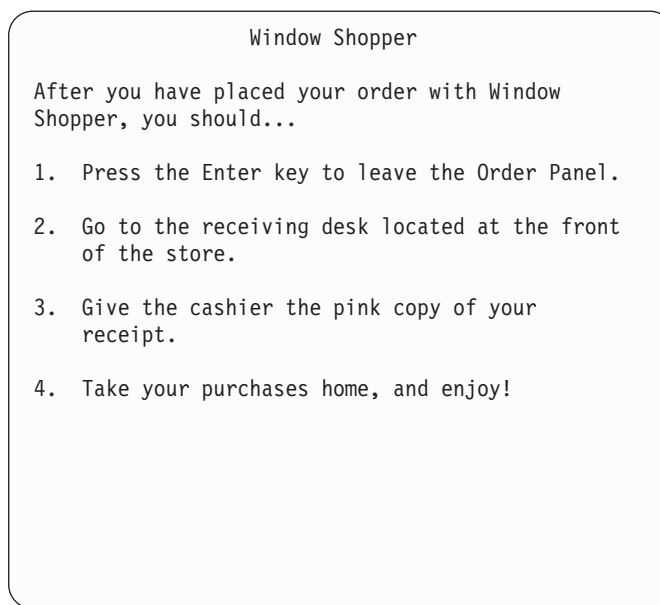 Window Shopper
After you have placed your order with Window
Shopper, you should...
1. Press the Enter key to leave the Order Panel.
2. Go to the receiving desk located at the front
of the store.
3. Give the cashier the pink copy of your
receipt.
4. Take your purchases home, and enjoy!